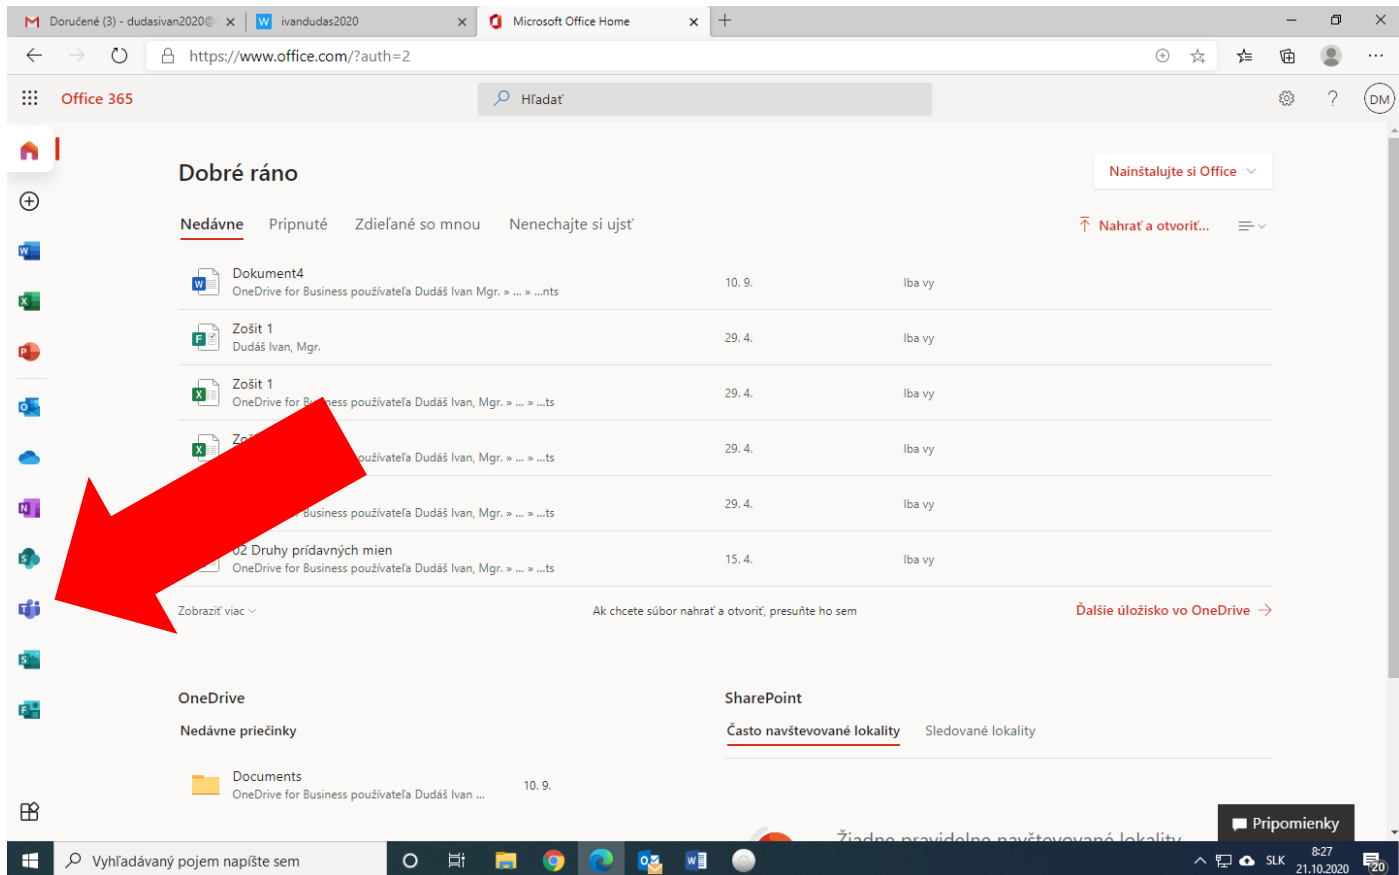 Doručené (3) - dudasivan2020@
ivandudas2020
Microsoft Office Home
https://www.office.com/?auth=2
Office 365
Hľadať
DM
Dobré ráno
Nainštalujte si Office
Nedávne Pripnuté Zdieľané so mnou Nenechajte si ujsť
Nahrať a otvoriť...
Dokument4
OneDrive for Business používateľa Dudáš Ivan Mgr. » ... » ...nts
10. 9. Iba vy
Zošit 1
Dudáš Ivan, Mgr.
29. 4. Iba vy
Zošit 1
OneDrive for Business používateľa Dudáš Ivan, Mgr. » ... » ...ts
29. 4. Iba vy
používateľa Dudáš Ivan, Mgr. » ... » ...ts
29. 4. Iba vy
Business používateľa Dudáš Ivan, Mgr. » ... » ...ts
29. 4. Iba vy
02 Druhy prídavných mien
OneDrive for Business používateľa Dudáš Ivan, Mgr. » ... » ...ts
15. 4. Iba vy
Zobraziť viac
Ak chcete súbor nahrať a otvoriť, presuňte ho sem
Ďalšie úložisko vo OneDrive
OneDrive
Nedávne priečinky
Documents
OneDrive for Business používateľa Dudáš Ivan ...
10. 9.
SharePoint
Často navštevované lokality Sledované lokality
Žiadne pravidelne navštevované lokality
Pripomienky
Vyhľadávaný pojem napíšte sem
SLK
8:27
21.10.2020
20